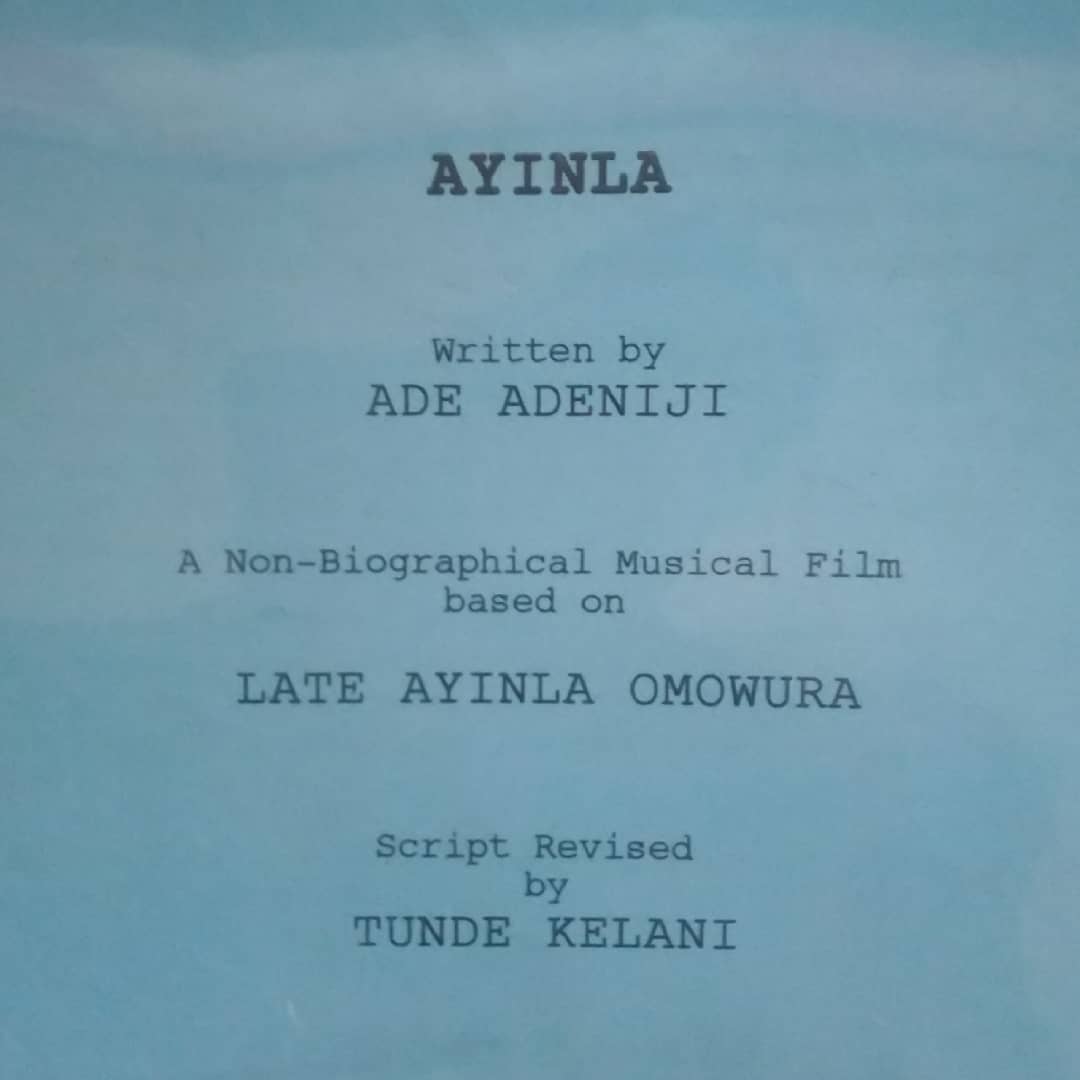 AYINLA
Written by
ADE ADENIJI
A Non-Biographical Musical Film
based on
LATE AYINLA OMOWURA
Script Revised
by
TUNDE KELANI